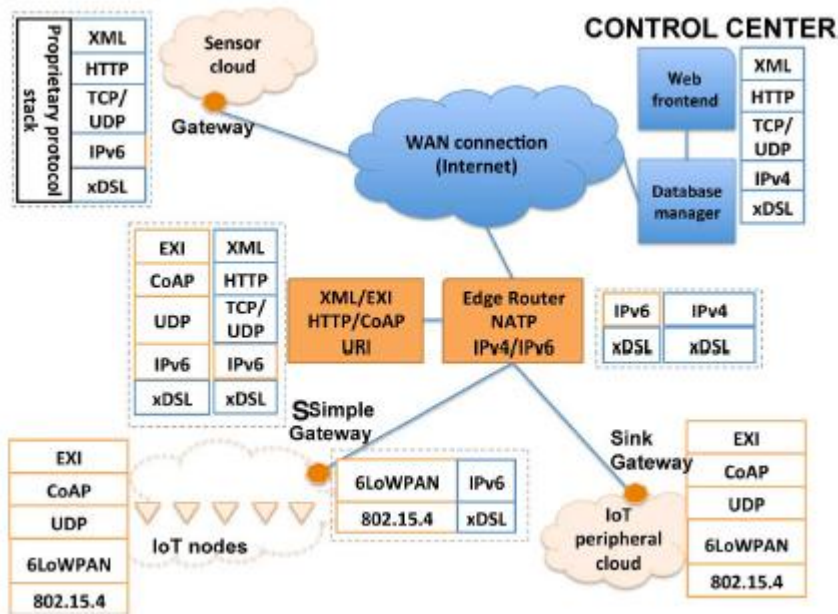 Proprietary protocol
stack
XML
HTTP
TCP/
UDP
IPv6
xDSL
Sensor
cloud
Gateway
WAN connection
(Internet)
CONTROL CENTER
Web
frontend
Database
manager
XML
HTTP
TCP/
UDP
IPv4
xDSL
EXI
CoAP
UDP
IPv6
xDSL
XML
HTTP
TCP/
UDP
IPv6
xDSL
XML/EXI
HTTP/CoAP
URI
Edge Router
NATP
IPv4/IPv6
IPv6
IPv4
xDSL
xDSL
SSimple
Gateway
EXI
CoAP
UDP
6LoWPAN
802.15.4
IoT nodes
6LoWPAN
IPv6
802.15.4
xDSL
Sink
Gateway
IoT
peripheral
cloud
EXI
CoAP
UDP
6LoWPAN
802.15.4